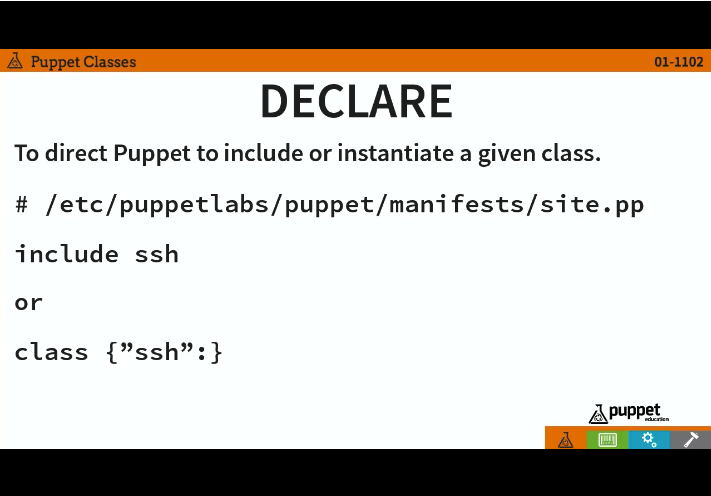 Puppet Classes
01-1102
DECLARE
To direct Puppet to include or instantiate a given class.
# /etc/puppetlabs/puppet/manifests/site.pp
include ssh
or
class {”ssh”:}
puppet
education